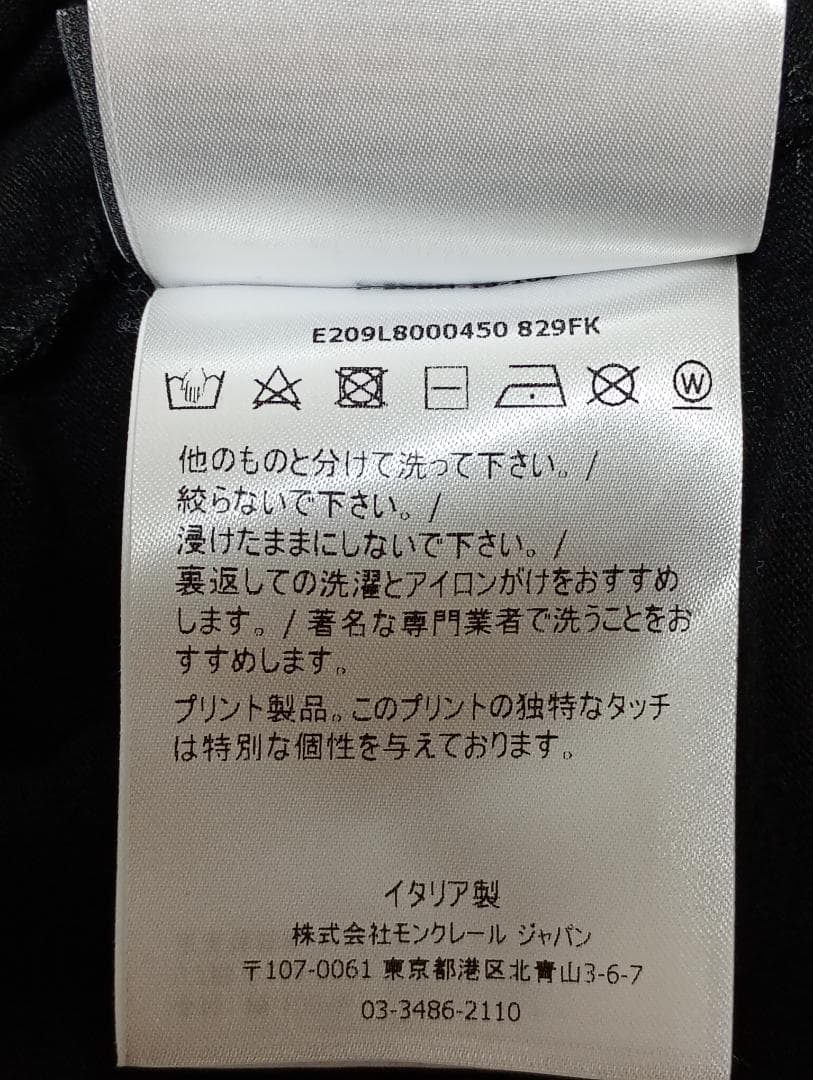 E209L8000450 829FK
W
他のものと分けて洗って下さい。/
絞らないで下さい。/
浸けたままにしないで下さい。/
裏返しての洗濯とアイロンがけをおすすめ
します。/ 著名な専門業者で洗うことをお
すすめします。
プリント製品。このプリントの独特なタッチ
は特別な個性を与えております。
イタリア製
株式会社モンクレール ジャパン
〒107-0061 東京都港区北青山3-6-7
03-3486-2110